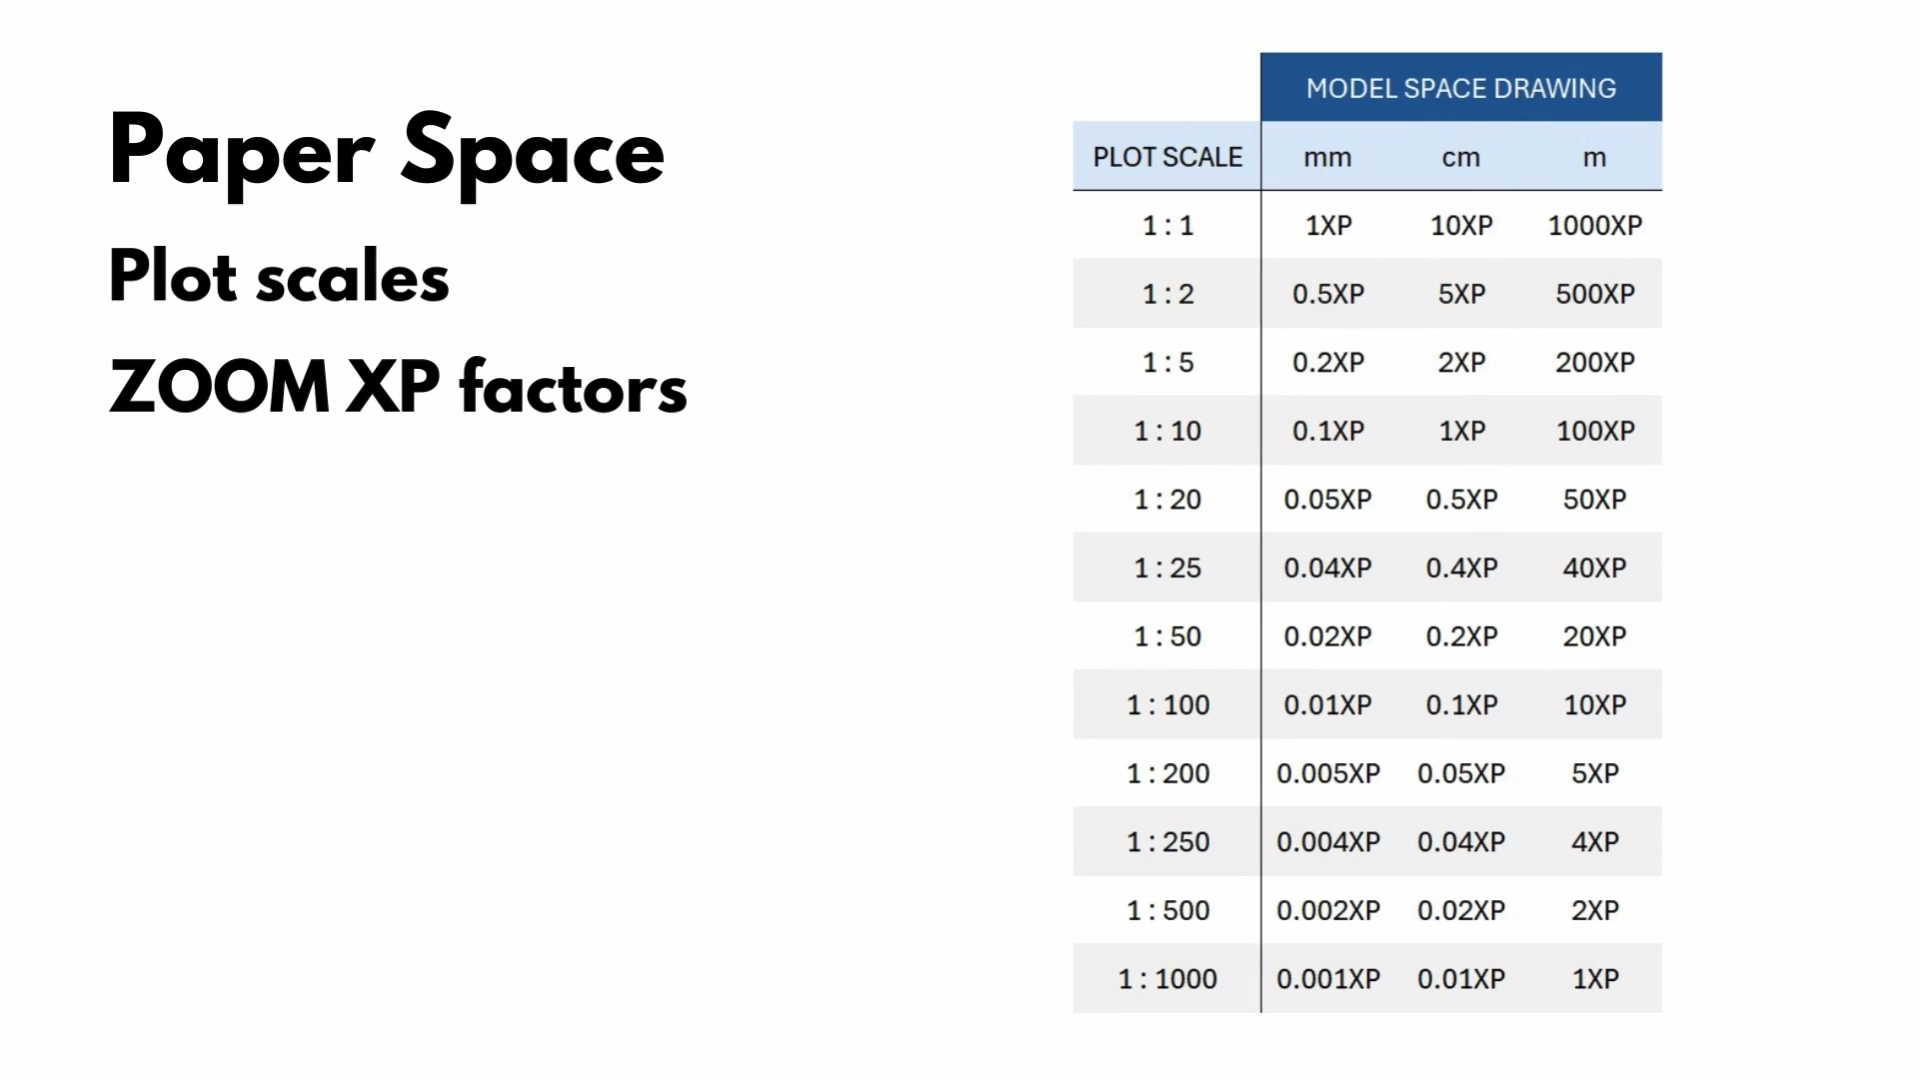 Paper Space
Plot scales
ZOOM XP factors
MODEL SPACE DRAWING
PLOT SCALE mm cm m
1 : 1 1XP 10XP 1000XP
1 : 2 0.5XP 5XP 500XP
1 : 5 0.2XP 2XP 200XP
1 : 10 0.1XP 1XP 100XP
1 : 20 0.05XP 0.5XP 50XP
1 : 25 0.04XP 0.4XP 40XP
1 : 50 0.02XP 0.2XP 20XP
1 : 100 0.01XP 0.1XP 10XP
1 : 200 0.005XP 0.05XP 5XP
1 : 250 0.004XP 0.04XP 4XP
1 : 500 0.002XP 0.02XP 2XP
1 : 1000 0.001XP 0.01XP 1XP